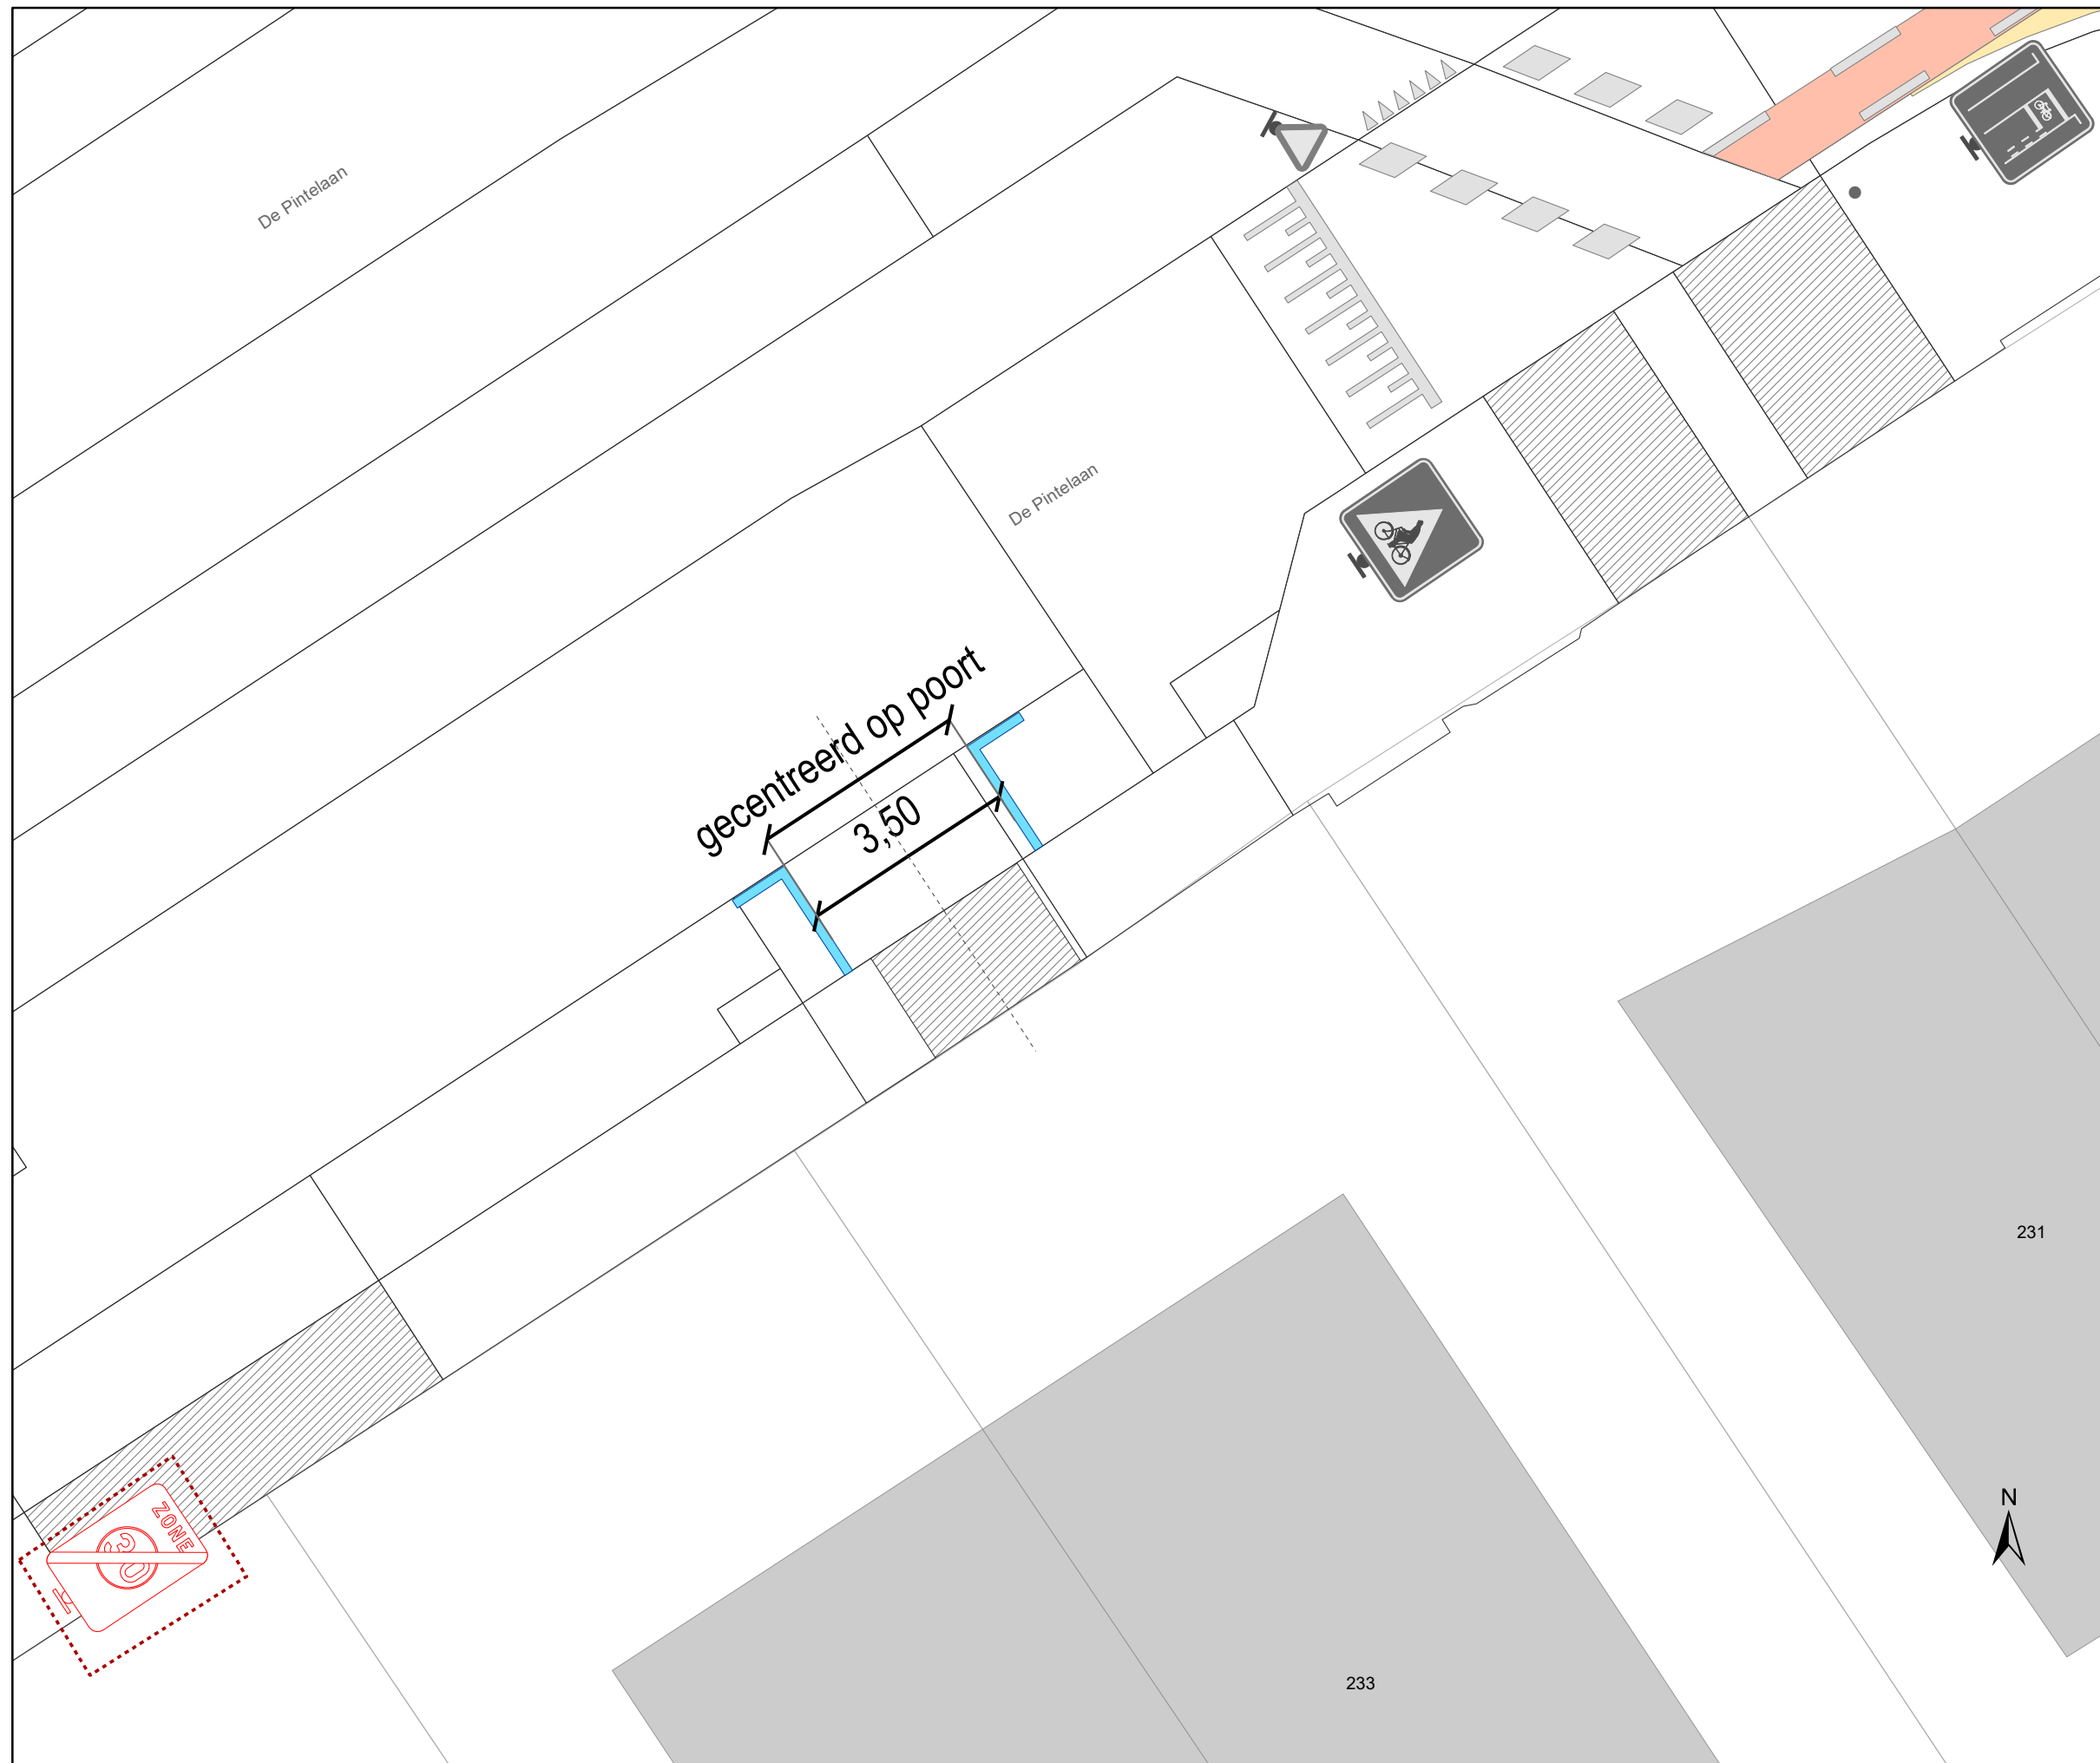 De Pintelaan
De Pintelaan
gecentreerd op poort
3,50
231
N
ZONE
30
233